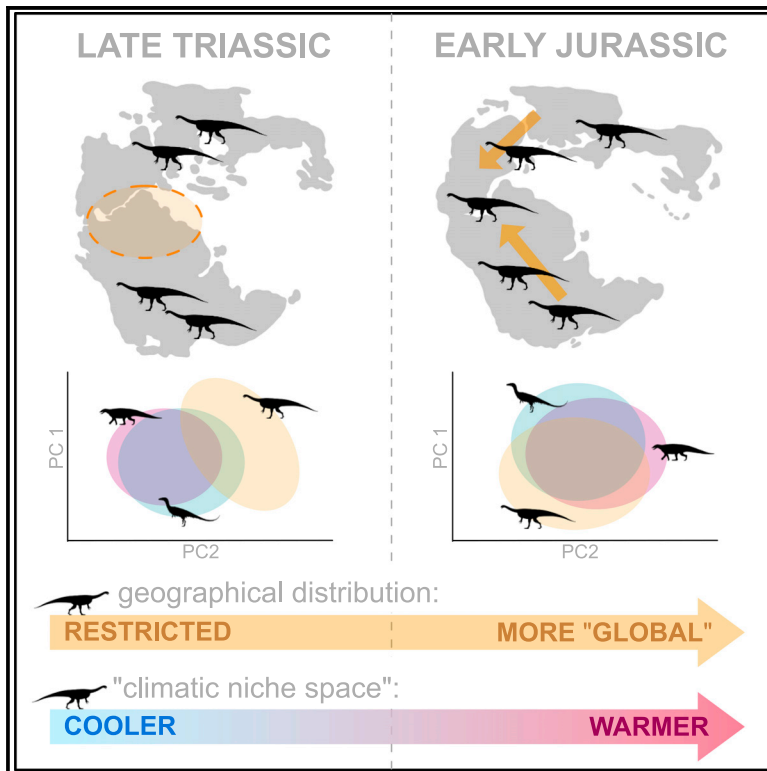 LATE TRIASSIC
EARLY JURASSIC
PC 1
PC2
PC 1
PC2
geographical distribution:
RESTRICTED
MORE "GLOBAL"
"climatic niche space":
COOLER
WARMER